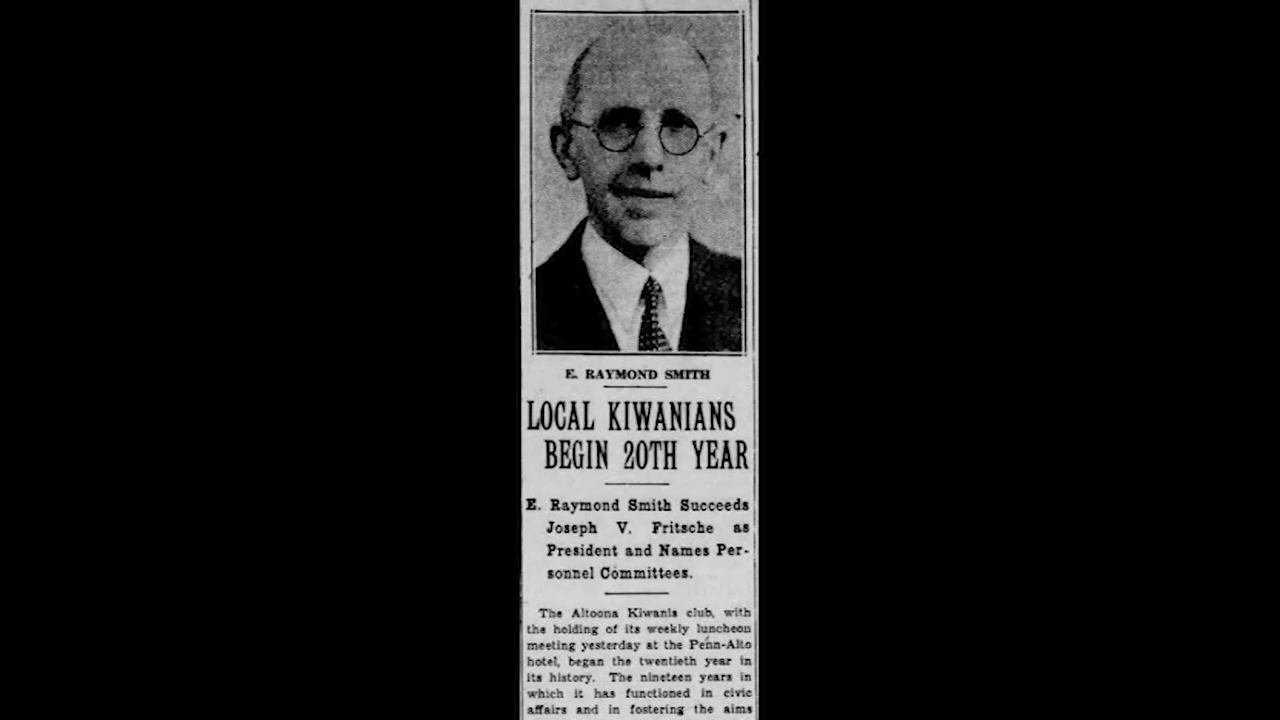 E. RAYMOND SMITH
LOCAL KIWANIANS
BEGIN 20TH YEAR
E. Raymond Smith Succeeds
Joseph V. Fritsche as
President and Names Per-
sonnel Committees.
The Altoona Kiwanis club, with
the holding of its weekly luncheon
meeting yesterday at the Penn-Alto
hotel, began the twentieth year in
its history. The nineteen years in
which it has functioned in civic
affairs and in fostering the aims